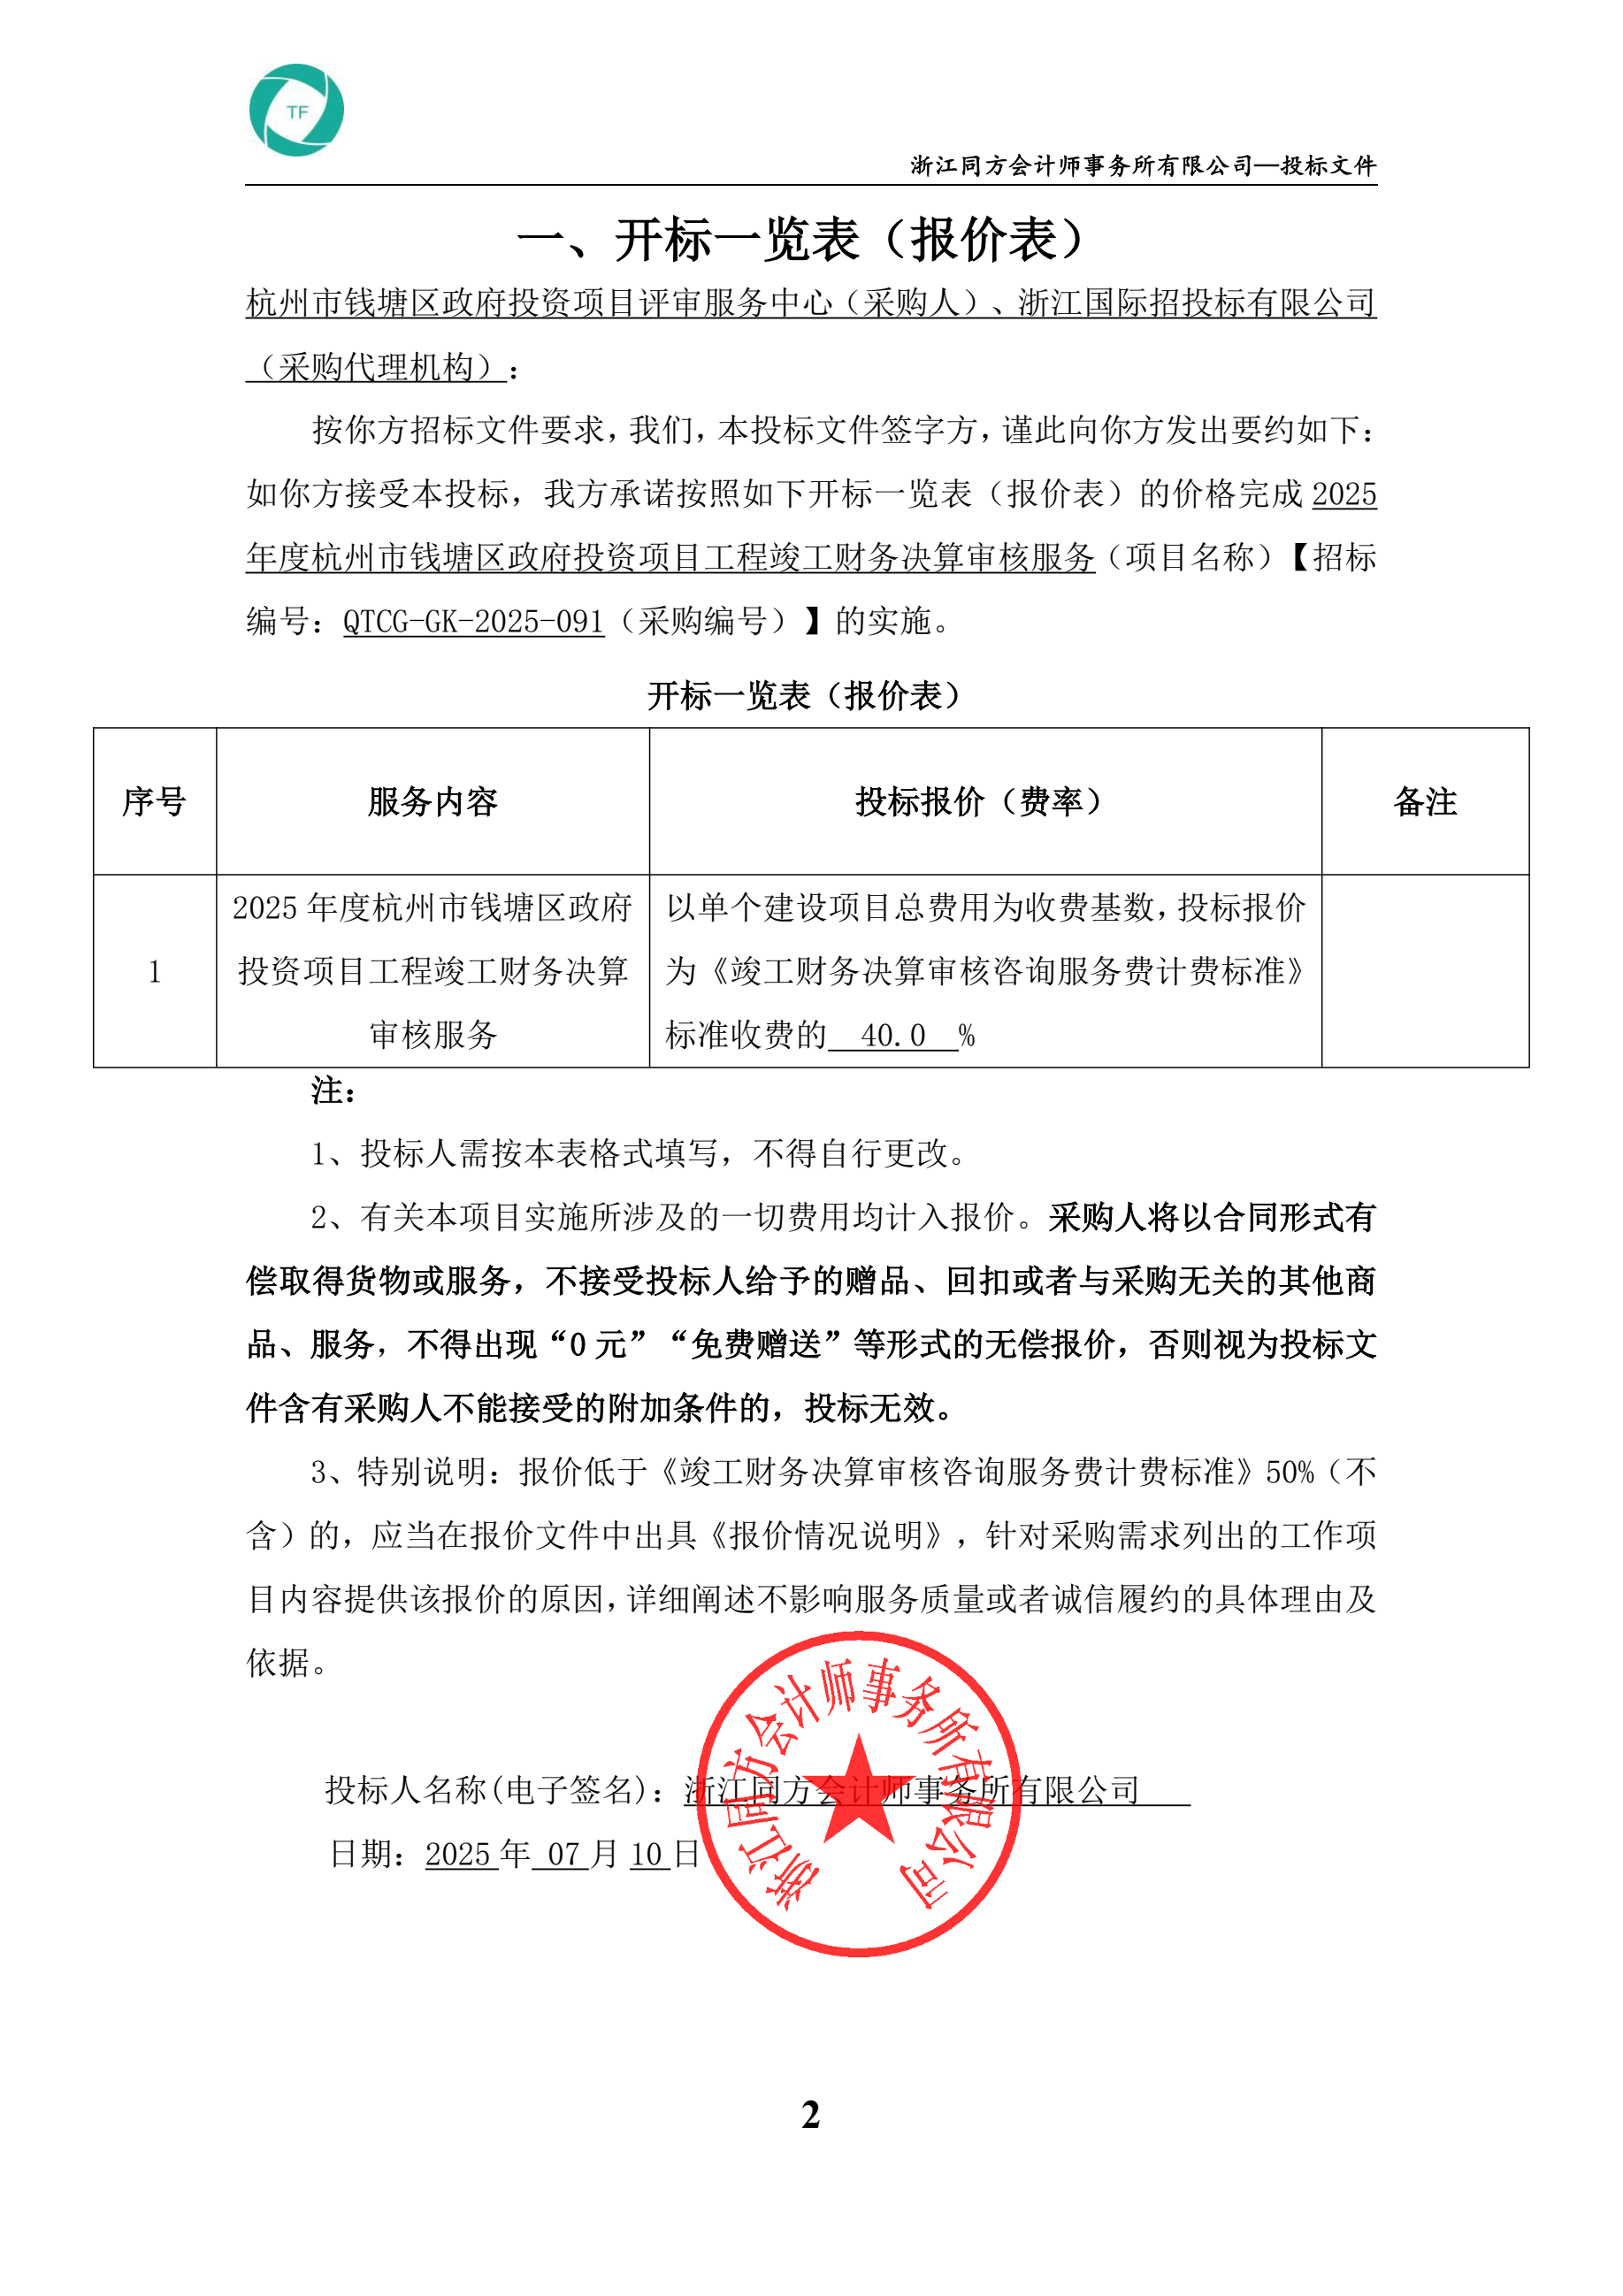 TF
浙江同方会计师事务所有限公司—投标文件
一、开标一览表（报价表）
杭州市钱塘区政府投资项目评审服务中心（采购人）、浙江国际招投标有限公司
（采购代理机构）：
按你方招标文件要求，我们，本投标文件签字方，谨此向你方发出要约如下：
如你方接受本投标，我方承诺按照如下开标一览表（报价表）的价格完成 2025
年度杭州市钱塘区政府投资项目工程竣工财务决算审核服务（项目名称）【招标
编号：QTCG-GK-2025-091（采购编号）】的实施。
开标一览表（报价表）
序号 服务内容 投标报价（费率） 备注
1
2025 年度杭州市钱塘区政府
投资项目工程竣工财务决算
审核服务
以单个建设项目总费用为收费基数，投标报价
为《竣工财务决算审核咨询服务费计费标准》
标准收费的 40.0 %
注：
1、投标人需按本表格式填写，不得自行更改。
2、有关本项目实施所涉及的一切费用均计入报价。采购人将以合同形式有
偿取得货物或服务，不接受投标人给予的赠品、回扣或者与采购无关的其他商
品、服务，不得出现“0 元”“免费赠送”等形式的无偿报价，否则视为投标文
件含有采购人不能接受的附加条件的，投标无效。
3、特别说明：报价低于《竣工财务决算审核咨询服务费计费标准》50%（不
含）的，应当在报价文件中出具《报价情况说明》，针对采购需求列出的工作项
目内容提供该报价的原因，详细阐述不影响服务质量或者诚信履约的具体理由及
依据。
投标人名称(电子签名)：浙江同方会计师事务所有限公司
日期：2025 年 07 月 10 日
浙江同方会计师事务所有限公司
2